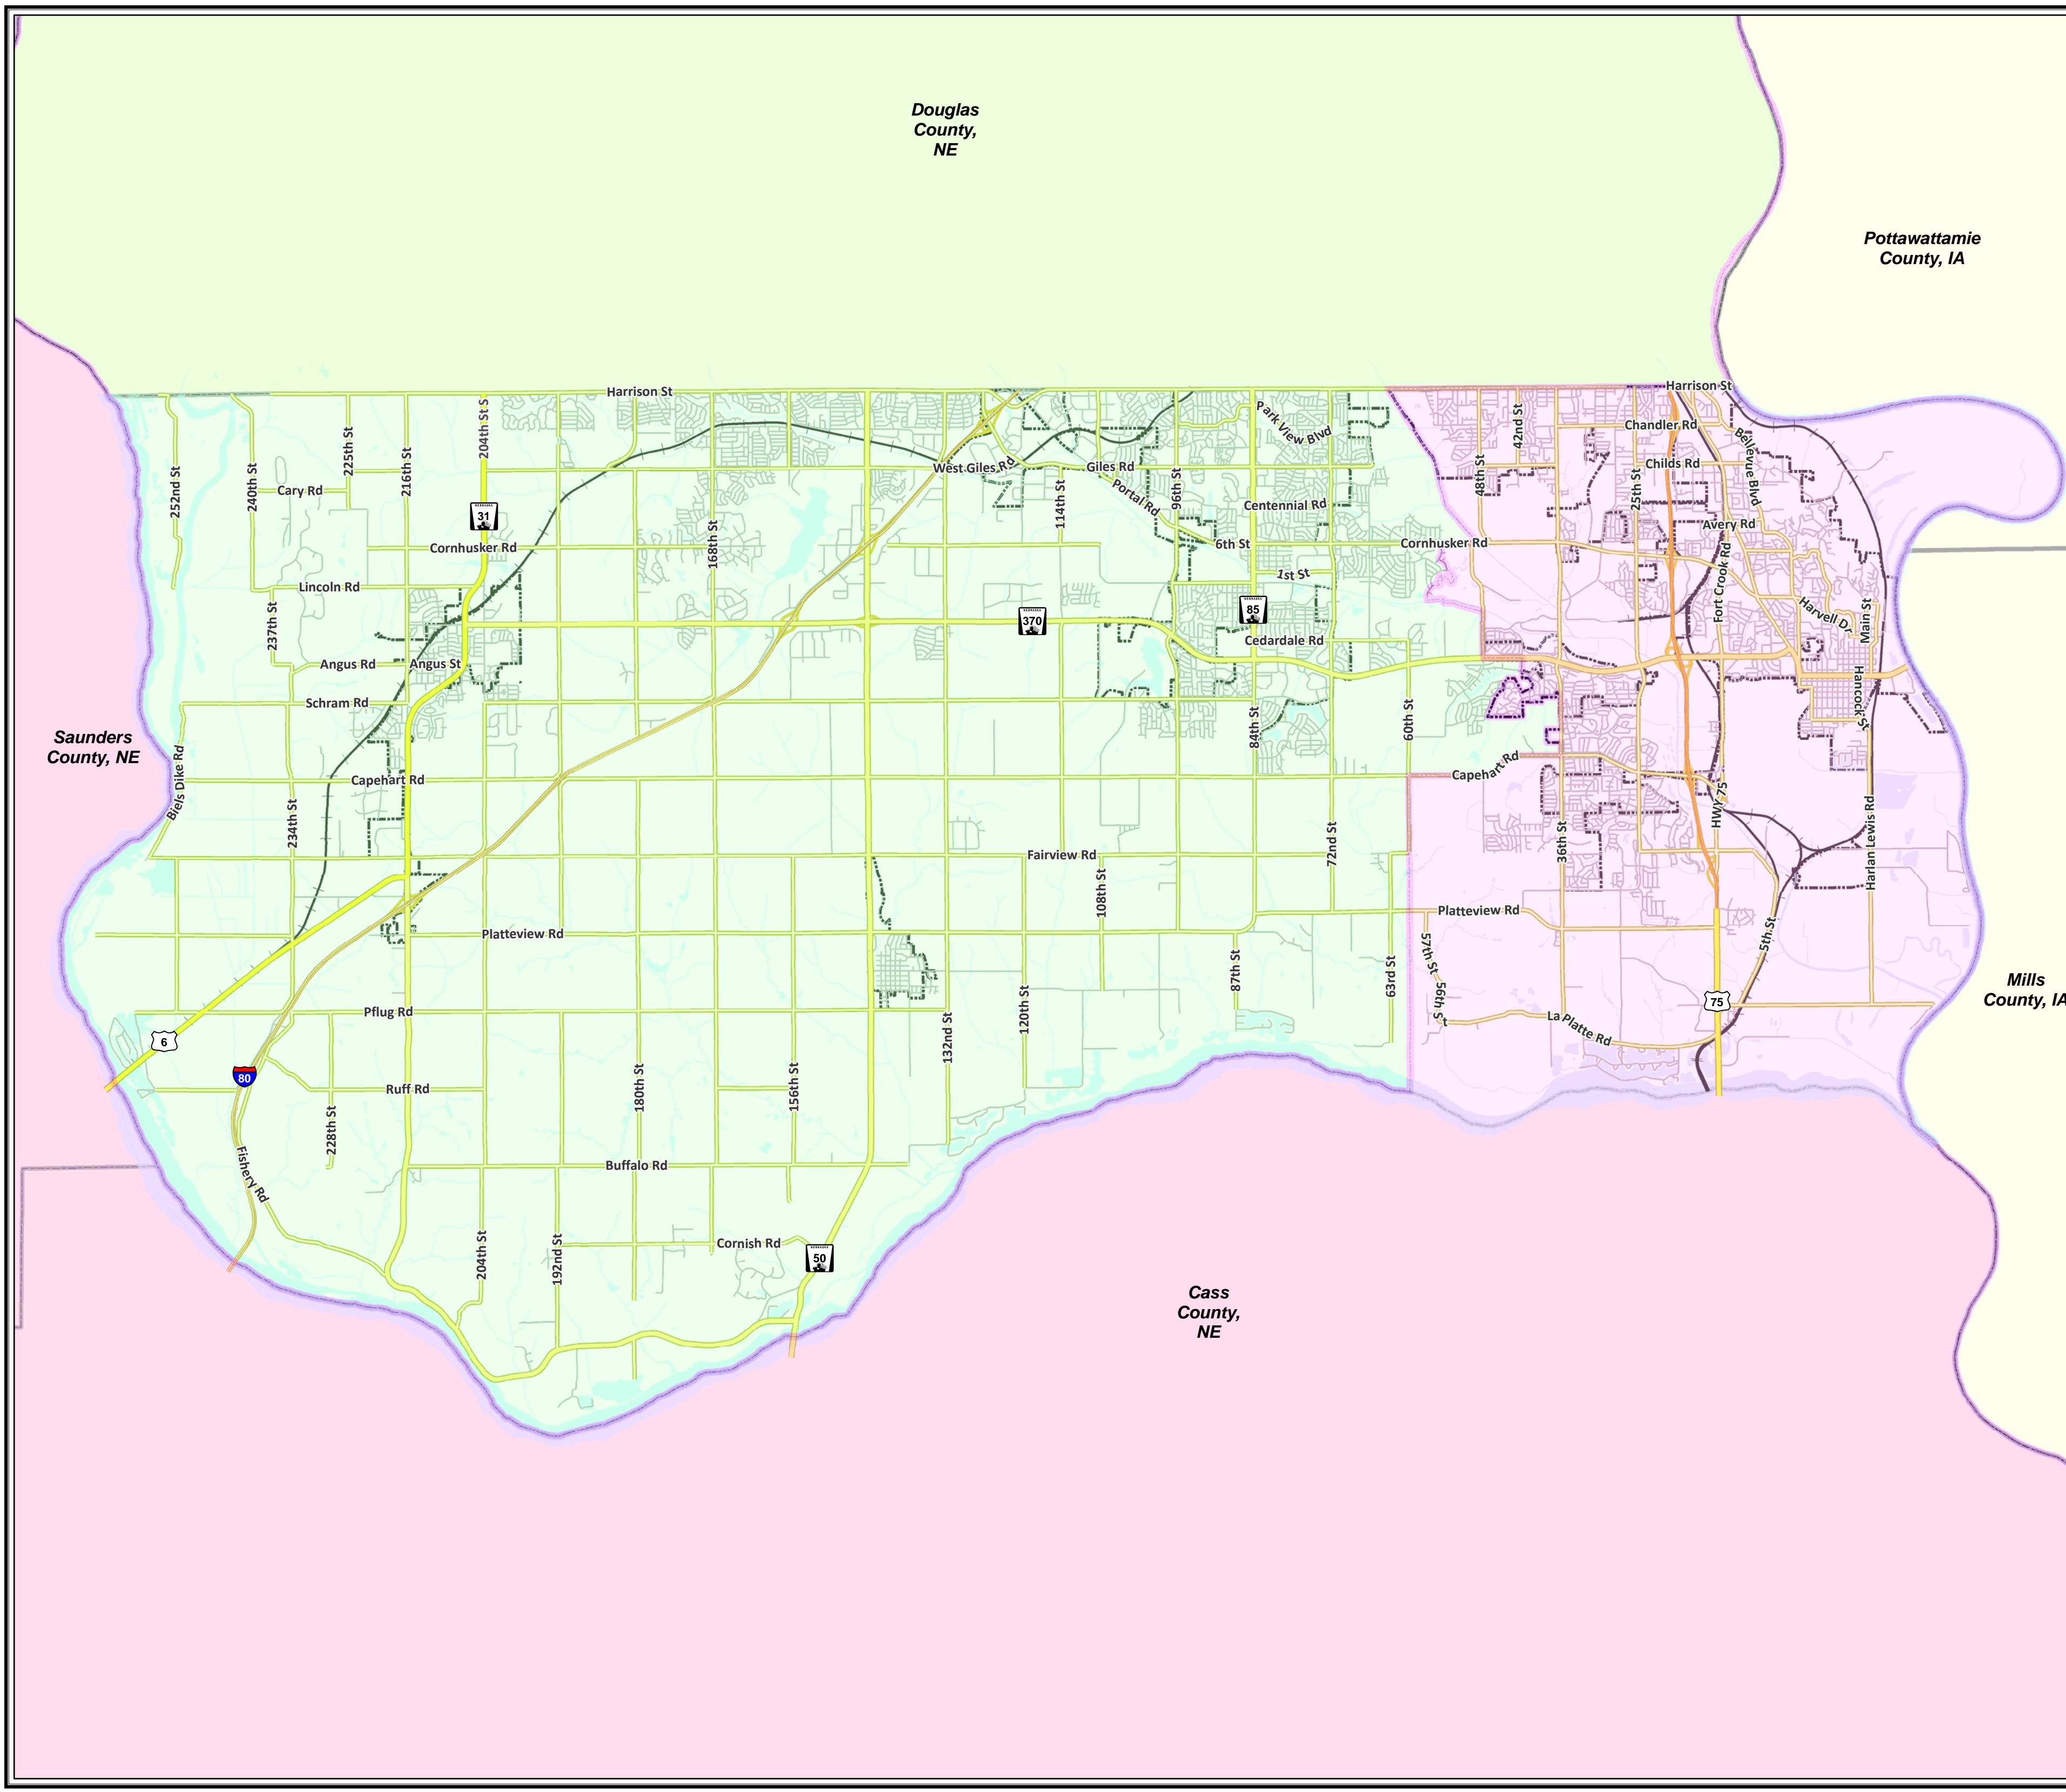 Douglas
County,
NE
Pottawattamie
County, IA
Harrison St
Harrison St
Park View Blvd
42nd St
Chandler Rd
Bellevue Blvd
204th St S
225th St
216th St
252nd St
240th St
Cary Rd
West Giles Rd
Giles Rd
Childs Rd
48th St
25th St
96th St
114th St
Portal Rd
Centennial Rd
NEBRASKA
31
168th St
Avery Rd
Cornhusker Rd
6th St
Cornhusker Rd
Fort Crook Rd
Lincoln Rd
1st St
237th St
NEBRASKA
370
NEBRASKA
85
Harvell Dr
Main St
Cedardale Rd
Angus Rd
Angus St
Schram Rd
Hancock St
84th St
60th St
Saunders
County, NE
Biels Dike Rd
Capehart Rd
Capehart Rd
234th St
HWY 75
72nd St
36th St
Harlan Lewis Rd
Fairview Rd
108th St
Platteview Rd
Platteview Rd
5th St
57th St
56th St
87th St
63rd St
Mills
County, IA
75
Pflug Rd
120th St
132nd St
La Platte Rd
6
80
Ruff Rd
180th St
156th St
228th St
Fishery Rd
Buffalo Rd
204th St
192nd St
Cornish Rd
NEBRASKA
50
Cass
County,
NE